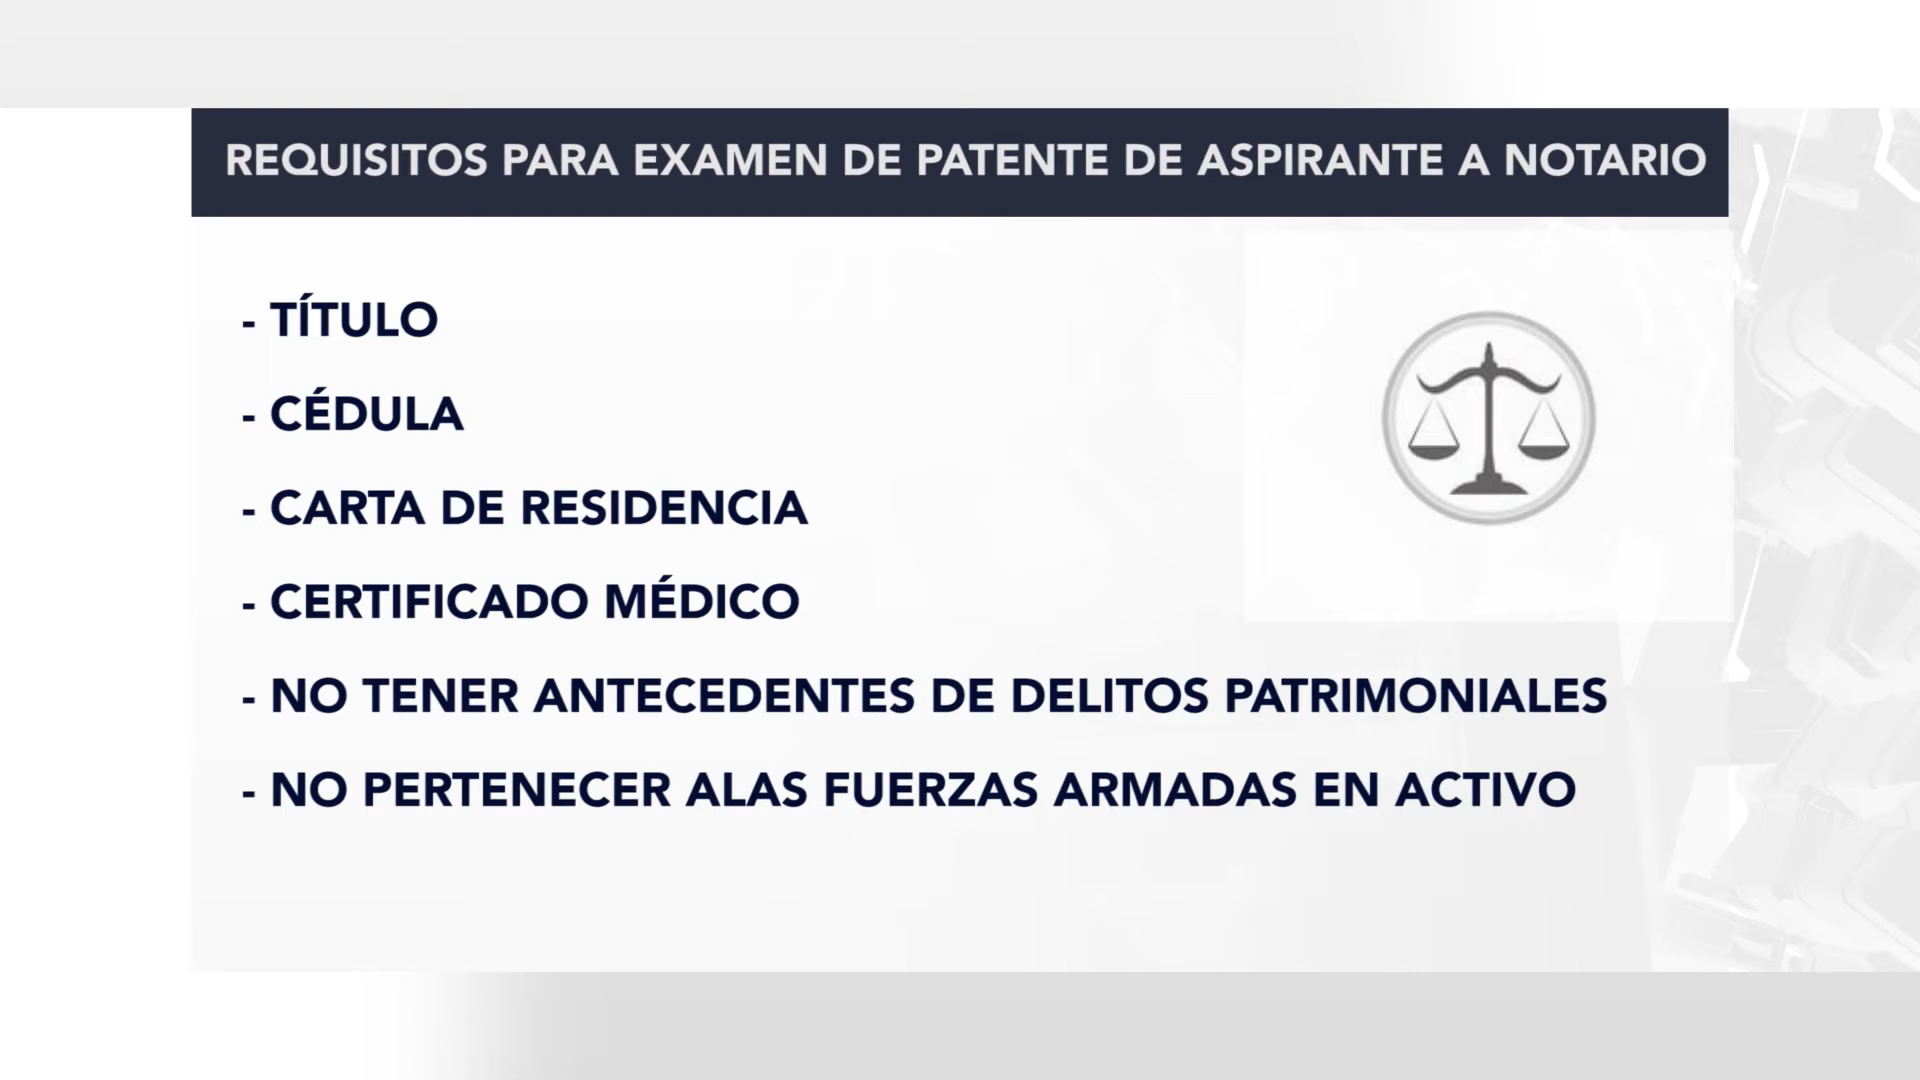 REQUISITOS PARA EXAMEN DE PATENTE DE ASPIRANTE A NOTARIO
- TÍTULO
- CÉDULA
- CARTA DE RESIDENCIA
- CERTIFICADO MÉDICO
- NO TENER ANTECEDENTES DE DELITOS PATRIMONIALES
- NO PERTENECER ALAS FUERZAS ARMADAS EN ACTIVO